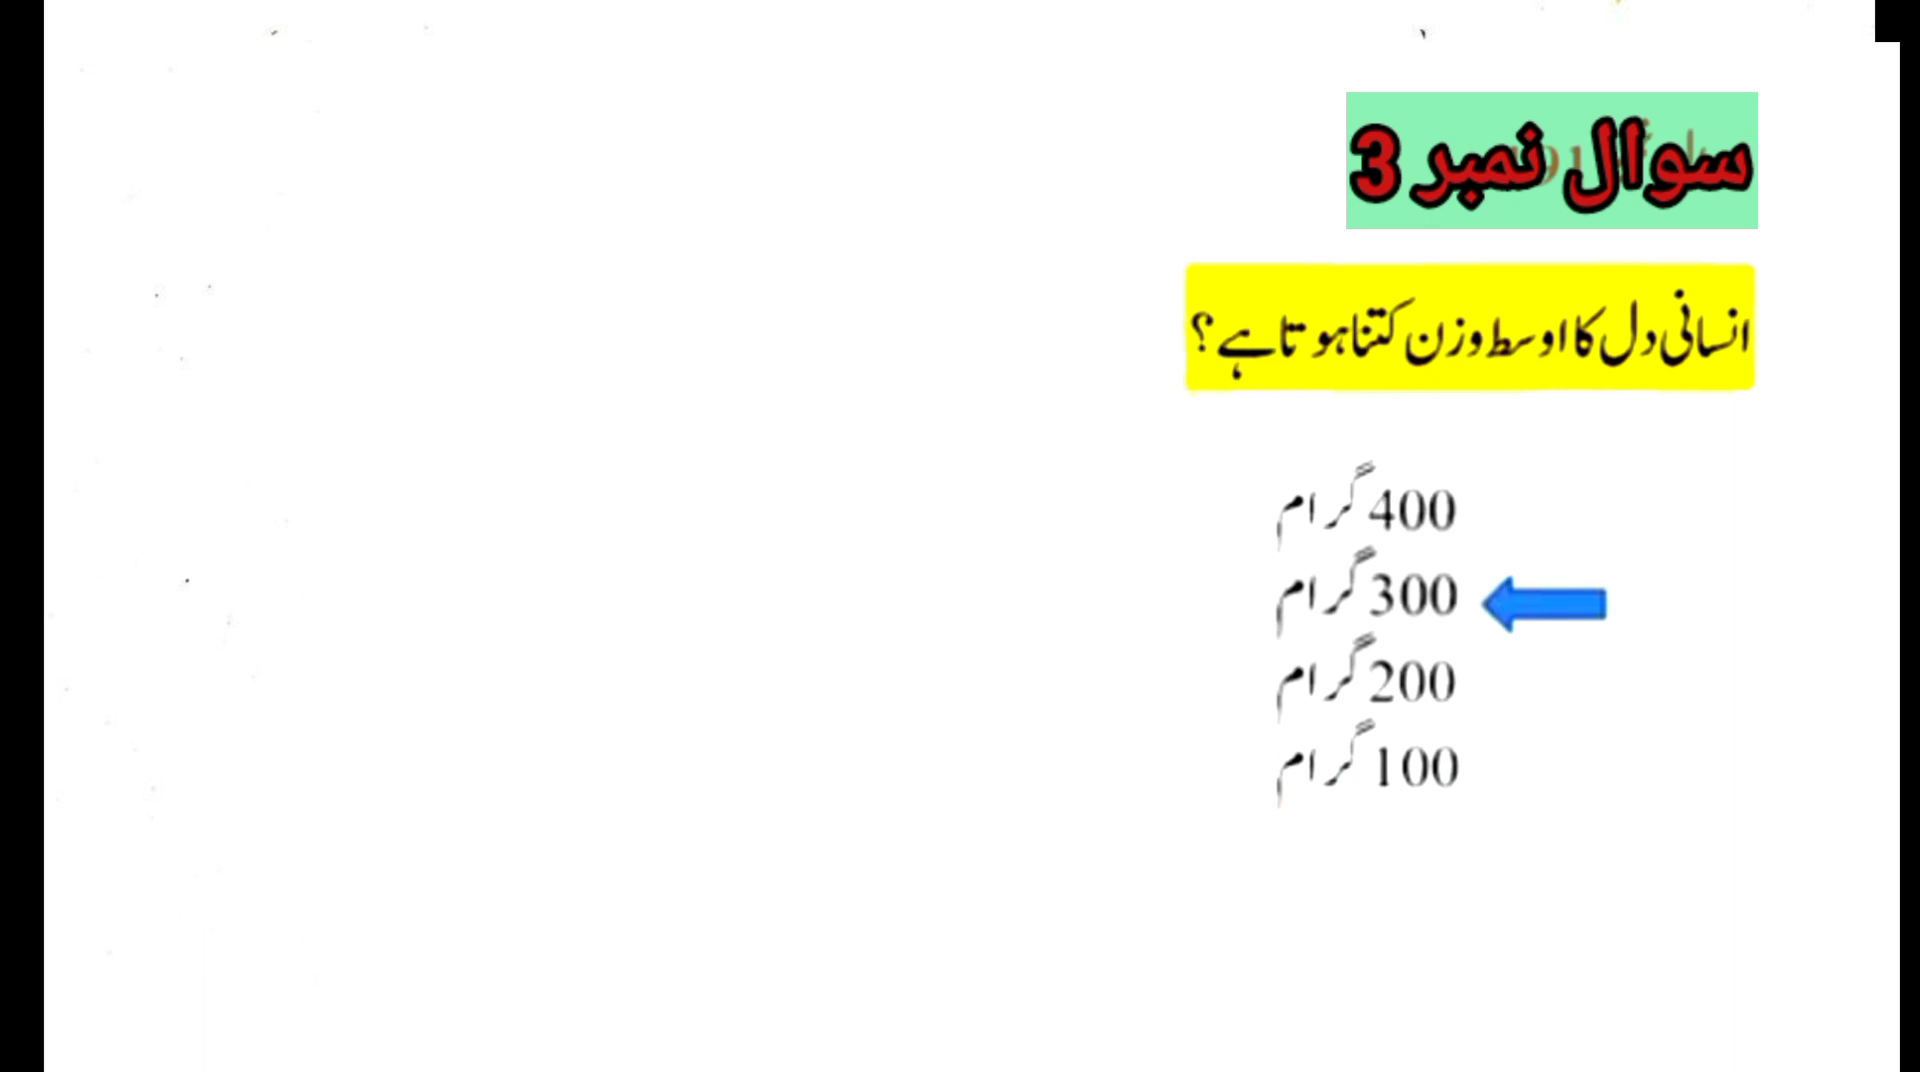 سوال نمبر 3
انسانی دل کا اوسط وزن کتنا ہوتا ہے؟
400 گرام
300 گرام
200 گرام
100 گرام